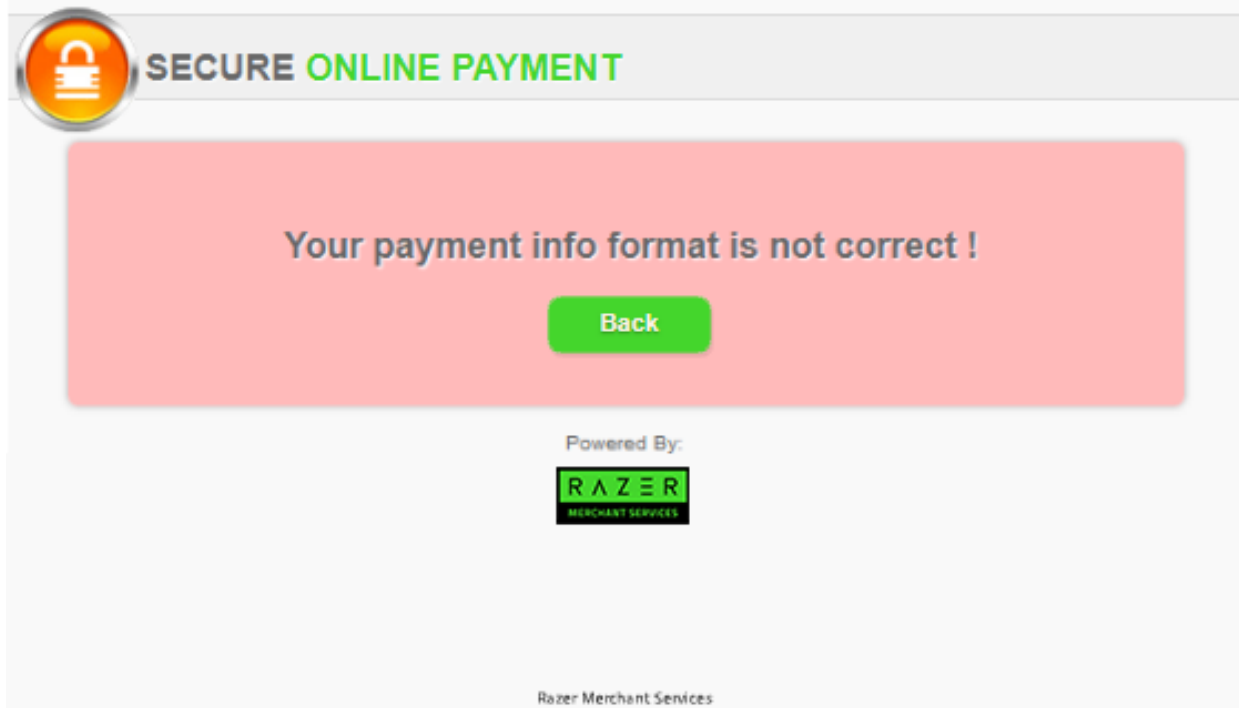 SECURE ONLINE PAYMENT
Your payment info format is not correct !
Back
Powered By:
RAZER
MERCHANT SERVICES
Razer Merchant Services